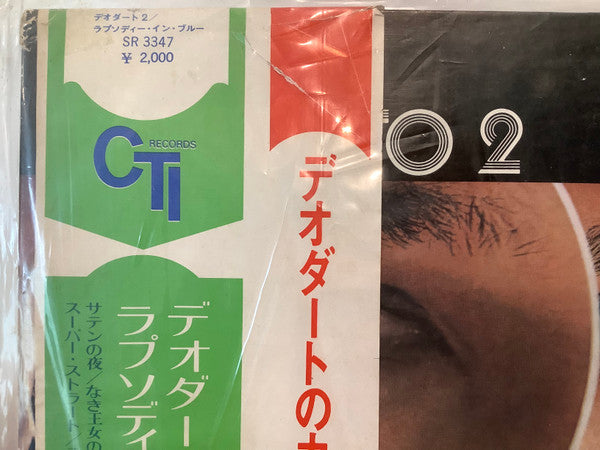 デオダート2/
ラプソディー・イン・ブルー
SR 3347
¥ 2,000
CTI RECORDS
TO 2
デオダートの
デオダー
ラプソディ
サテンの夜/なき王女の
スーパー・ストラート/